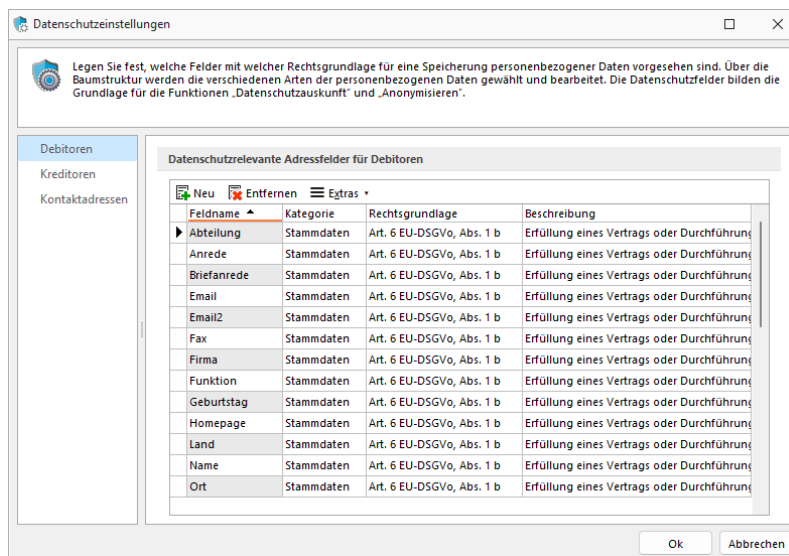 Datenschutzeinstellungen
Legen Sie fest, welche Felder mit welcher Rechtsgrundlage für eine Speicherung personenbezogener Daten vorgesehen sind. Über die
Baumstruktur werden die verschiedenen Arten der personenbezogenen Daten gewählt und bearbeitet. Die Datenschutzfelder bilden die
Grundlage für die Funktionen „Datenschutzauskunft" und „Anonymisieren".
Debitoren
Kreditoren
Kontaktadressen
Datenschutzrelevante Adressfelder für Debitoren
Neu Entfernen Extras
Feldname Kategorie Rechtsgrundlage Beschreibung
Abteilung Stammdaten Art. 6 EU-DSGVo, Abs. 1 b Erfüllung eines Vertrags oder Durchführung
Anrede Stammdaten Art. 6 EU-DSGVo, Abs. 1 b Erfüllung eines Vertrags oder Durchführung
Briefanrede Stammdaten Art. 6 EU-DSGVo, Abs. 1 b Erfüllung eines Vertrags oder Durchführung
Email Stammdaten Art. 6 EU-DSGVo, Abs. 1 b Erfüllung eines Vertrags oder Durchführung
Email2 Stammdaten Art. 6 EU-DSGVo, Abs. 1 b Erfüllung eines Vertrags oder Durchführung
Fax Stammdaten Art. 6 EU-DSGVo, Abs. 1 b Erfüllung eines Vertrags oder Durchführung
Firma Stammdaten Art. 6 EU-DSGVo, Abs. 1 b Erfüllung eines Vertrags oder Durchführung
Funktion Stammdaten Art. 6 EU-DSGVo, Abs. 1 b Erfüllung eines Vertrags oder Durchführung
Geburtstag Stammdaten Art. 6 EU-DSGVo, Abs. 1 b Erfüllung eines Vertrags oder Durchführung
Homepage Stammdaten Art. 6 EU-DSGVo, Abs. 1 b Erfüllung eines Vertrags oder Durchführung
Land Stammdaten Art. 6 EU-DSGVo, Abs. 1 b Erfüllung eines Vertrags oder Durchführung
Name Stammdaten Art. 6 EU-DSGVo, Abs. 1 b Erfüllung eines Vertrags oder Durchführung
Ort Stammdaten Art. 6 EU-DSGVo, Abs. 1 b Erfüllung eines Vertrags oder Durchführung
Ok Abbrechen